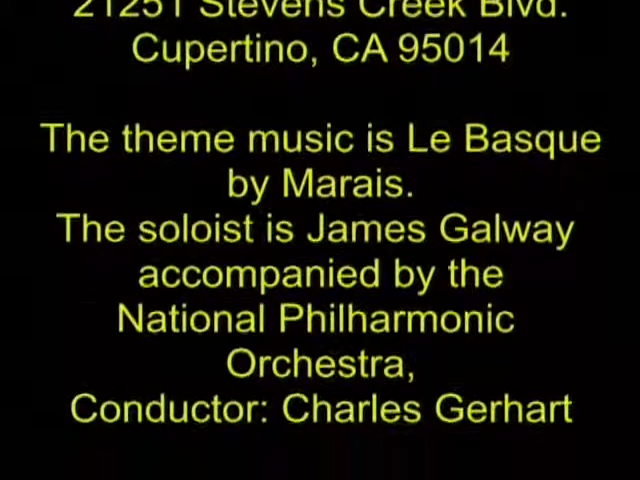 21251 Stevens Creek Blvd.
Cupertino, CA 95014
The theme music is Le Basque
by Marais.
The soloist is James Galway
accompanied by the
National Philharmonic
Orchestra,
Conductor: Charles Gerhart